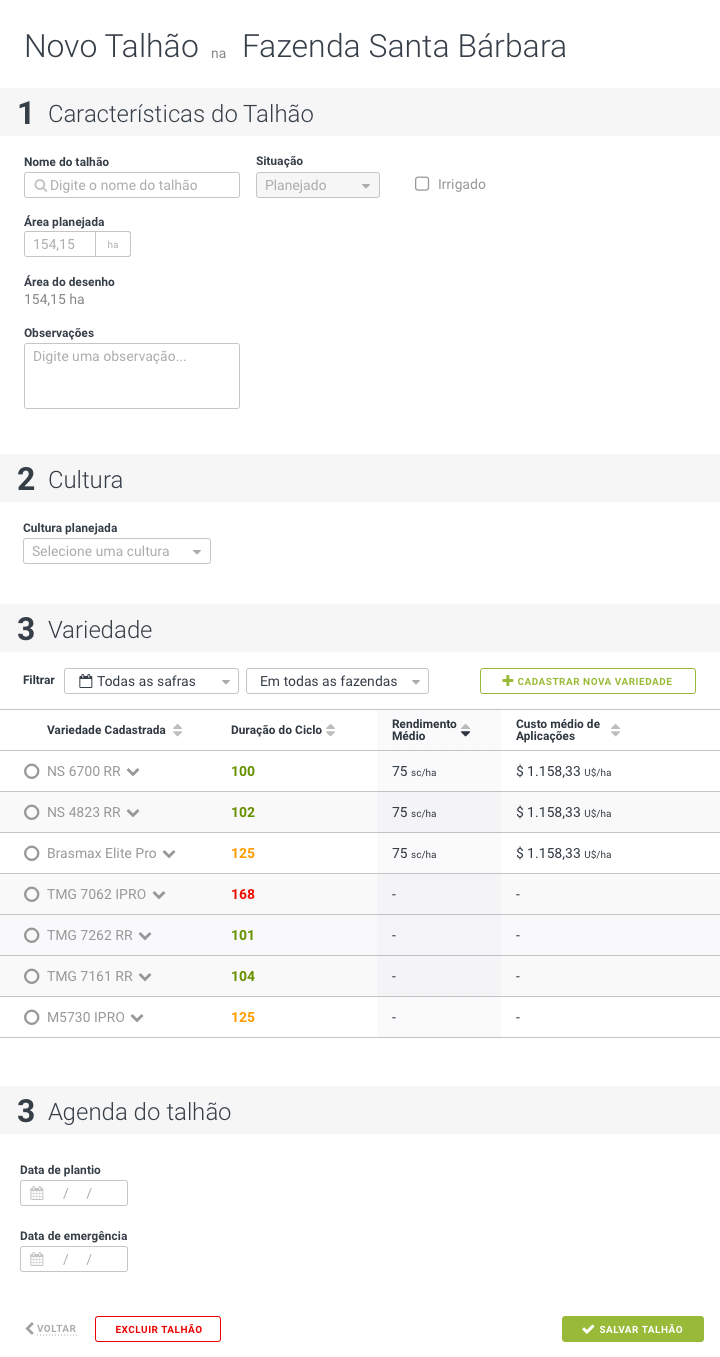 Novo Talhão na Fazenda Santa Bárbara
1 Características do Talhão
Nome do talhão Situação
Digite o nome do talhão Planejado Irrigado
Área planejada
154,15 ha
Área do desenho
154,15 ha
Observações
Digite uma observação...
2 Cultura
Cultura planejada
Selecione uma cultura
3 Variedade
Filtrar Todas as safras Em todas as fazendas CADASTRAR NOVA VARIEDADE
Variedade Cadastrada Duração do Ciclo Rendimento Médio Custo médio de Aplicações
NS 6700 RR 100 75 sc/ha $ 1.158,33 U$/ha
NS 4823 RR 102 75 sc/ha $ 1.158,33 U$/ha
Brasmax Elite Pro 125 75 sc/ha $ 1.158,33 U$/ha
TMG 7062 IPRO 168 - -
TMG 7262 RR 101 - -
TMG 7161 RR 104 - -
M5730 IPRO 125 - -
3 Agenda do talhão
Data de plantio
/ /
Data de emergência
/ /
VOLTAR EXCLUIR TALHÃO SALVAR TALHÃO